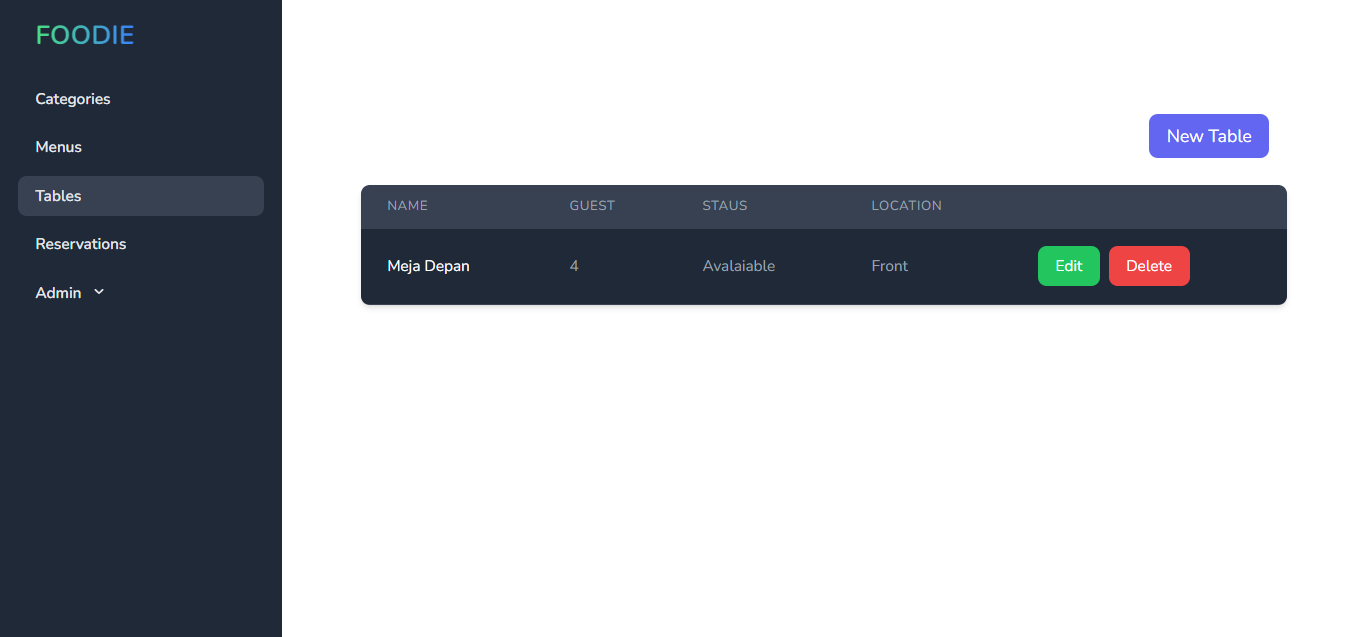 FOODIE
Categories
Menus
Tables
Reservations
Admin
New Table
NAME GUEST STAUS LOCATION
Meja Depan 4 Avalaiable Front Edit Delete